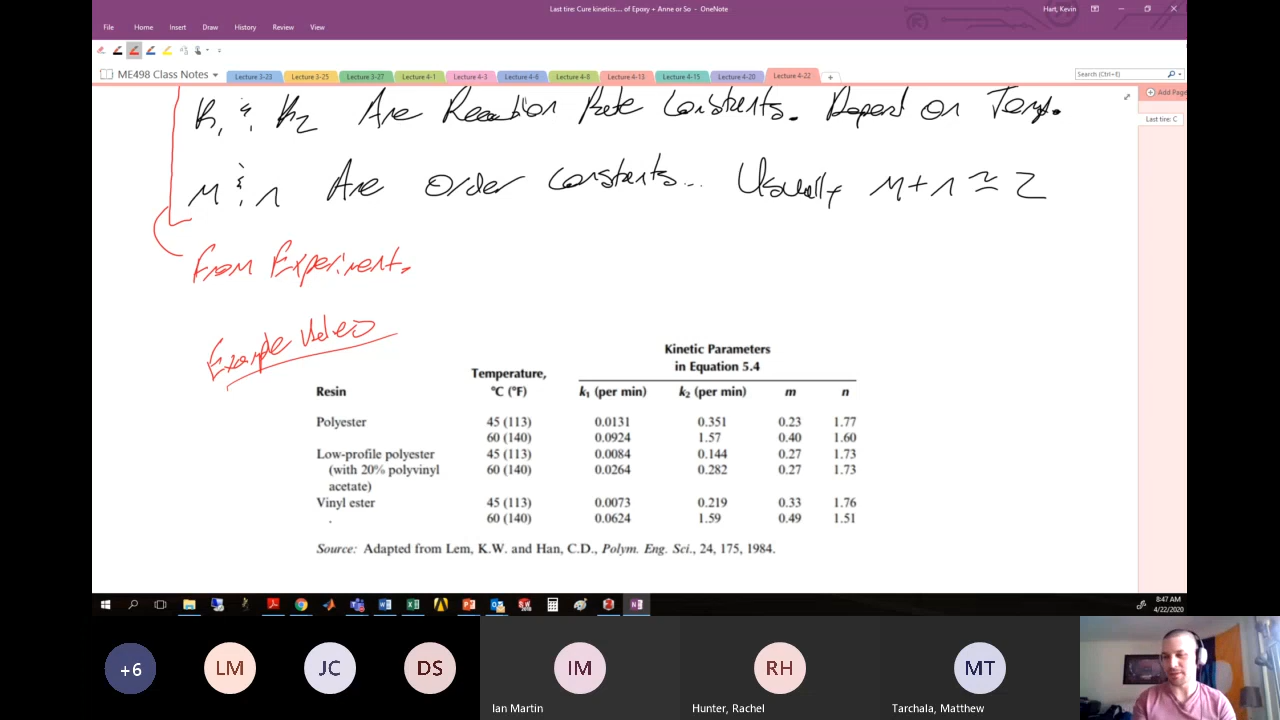 Last tire: Cure kinetics.... of Epoxy + Anne or So - OneNote
Hart, Kevin
File Home Insert Draw History Review View
ME498 Class Notes
Lecture 3-23 Lecture 3-25 Lecture 3-27 Lecture 4-1 Lecture 4-3 Lecture 4-6 Lecture 4-8 Lecture 4-13 Lecture 4-15 Lecture 4-20 Lecture 4-22
Search (Ctrl+E)
Add Page
Last tire: C
k1 & k2 Are Reaction Rate Constants. Depend on Temp.
m & n Are order constants... Usually m+n ≅ 2
From Experiment.
Example Video
Kinetic Parameters
in Equation 5.4
Temperature,
Resin °C (°F) k1 (per min) k2 (per min) m n
Polyester 45 (113) 0.0131 0.351 0.23 1.77
60 (140) 0.0924 1.57 0.40 1.60
Low-profile polyester 45 (113) 0.0084 0.144 0.27 1.73
(with 20% polyvinyl 60 (140) 0.0264 0.282 0.27 1.73
acetate)
Vinyl ester 45 (113) 0.0073 0.219 0.33 1.76
60 (140) 0.0624 1.59 0.49 1.51
Source: Adapted from Lem, K.W. and Han, C.D., Polym. Eng. Sci., 24, 175, 1984.
8:47 AM
4/22/2020
+6 LM JC DS IM RH MT
Ian Martin Hunter, Rachel Tarchala, Matthew